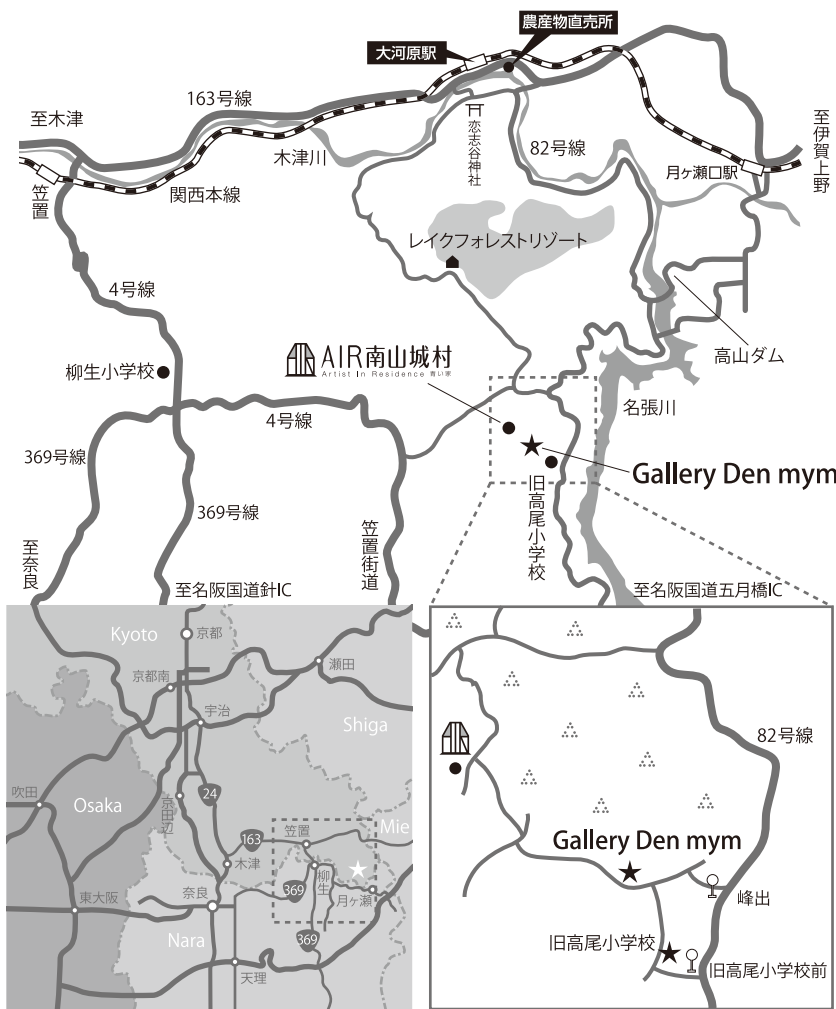 農産物直売所
大河原駅
163号線
至木津
木津川
恋志谷神社
82号線
至伊賀上野
月ヶ瀬口駅
笠置
関西本線
レイクフォレストリゾート
4号線
高山ダム
AIR南山城村
Artist In Residence 青い家
柳生小学校
名張川
4号線
369号線
Gallery Den mym
369号線
笠置街道
旧高尾小学校
至奈良
至名阪国道針IC
至名阪国道五月橋IC
Kyoto
京都
京都南
瀬田
宇治
Shiga
吹田
Osaka
京田辺
24
163
笠置
Mie
木津
柳生
369
月ヶ瀬
東大阪
奈良
Nara
369
天理
AIR
82号線
Gallery Den mym
峰出
旧高尾小学校
旧高尾小学校前